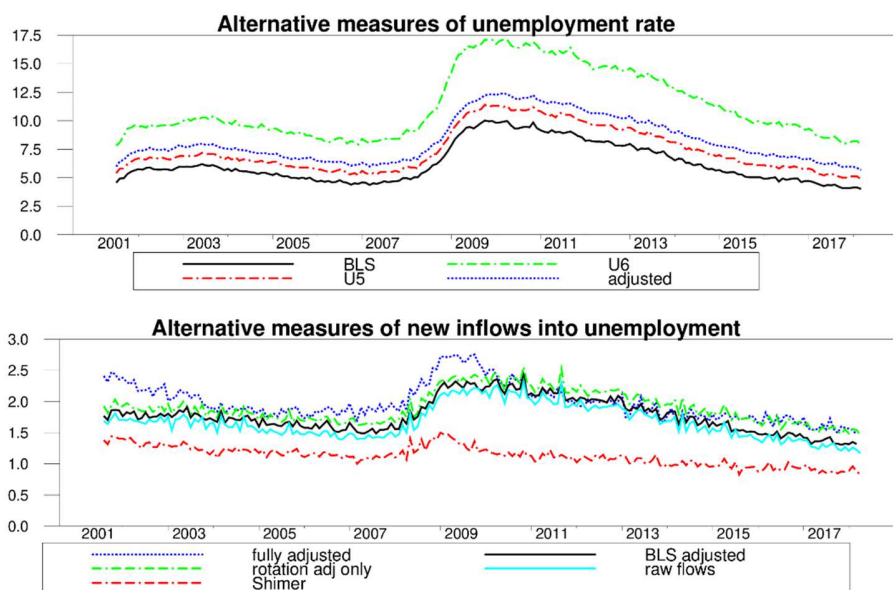 Alternative measures of unemployment rate
17.5
15.0
12.5
10.0
7.5
5.0
2.5
0.0
2001 2003 2005 2007 2009 2011 2013 2015 2017
BLS U6
U5 adjusted
Alternative measures of new inflows into unemployment
3.0
2.5
2.0
1.5
1.0
0.5
0.0
2001 2003 2005 2007 2009 2011 2013 2015 2017
fully adjusted BLS adjusted
rotation adj only raw flows
Shimer